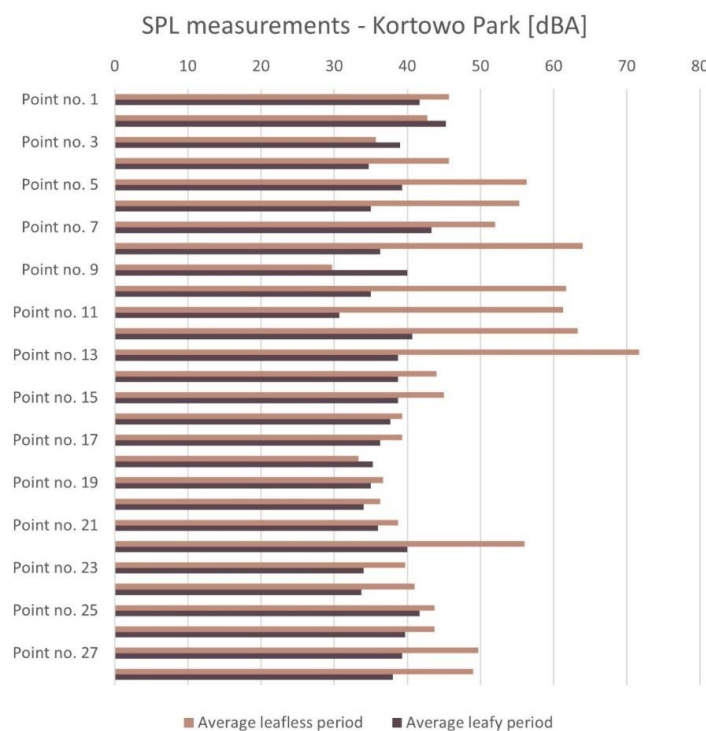 SPL measurements - Kortowo Park [dBA]
0 10 20 30 40 50 60 70 80
Point no. 1
Point no. 3
Point no. 5
Point no. 7
Point no. 9
Point no. 11
Point no. 13
Point no. 15
Point no. 17
Point no. 19
Point no. 21
Point no. 23
Point no. 25
Point no. 27
Average leafless period Average leafy period